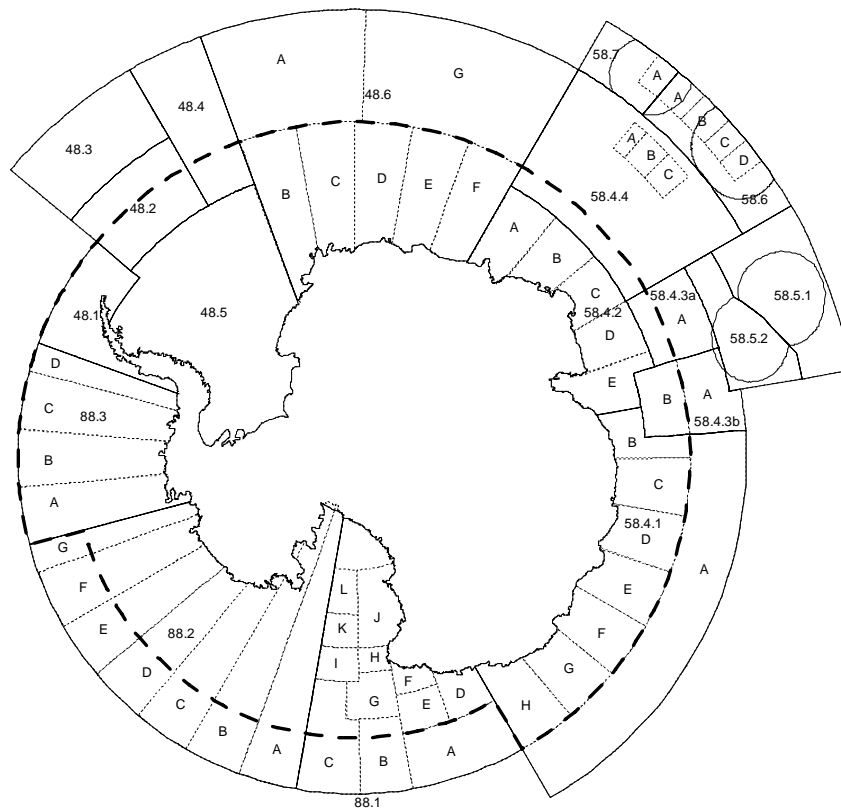 A
G
48.6
48.4
48.3
48.2
B
C
D
E
F
58.7
A
A
B
C
D
58.6
A
B
C
58.4.4
A
B
C
58.4.2
D
E
58.4.3a
A
58.5.1
58.5.2
A
B
58.4.3b
48.1
48.5
D
C
88.3
B
A
B
C
58.4.1
D
A
E
F
G
H
G
F
E
88.2
D
C
B
A
L
J
K
H
I
F
D
G
E
C
B
A
88.1